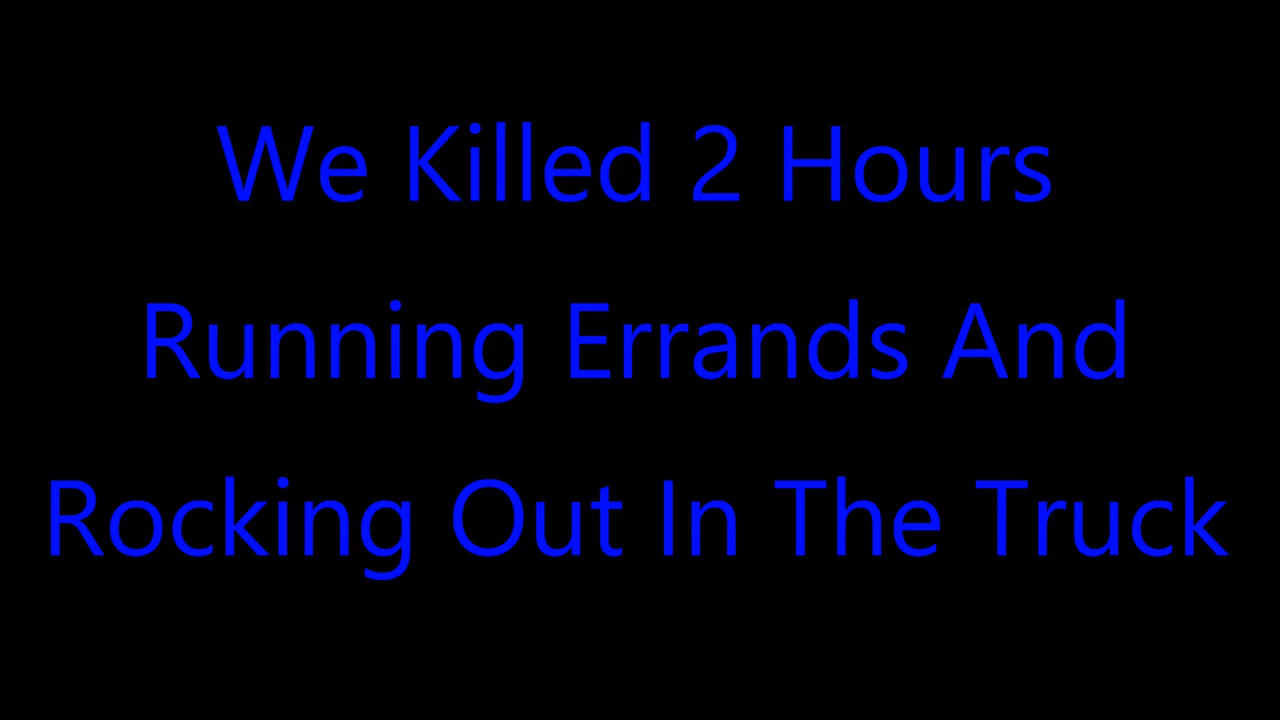 We Killed 2 Hours
Running Errands And
Rocking Out In The Truck